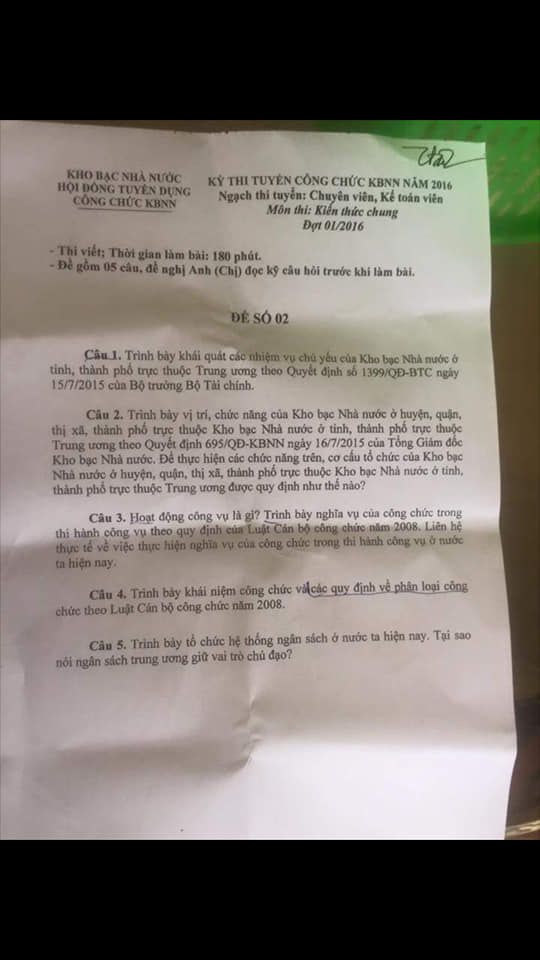 KHO BẠC NHÀ NƯỚC
HỘI ĐỒNG TUYỂN DỤNG
CÔNG CHỨC KBNN
KỲ THI TUYỂN CÔNG CHỨC KBNN NĂM 2016
Ngạch thi tuyển: Chuyên viên, Kế toán viên
Môn thi: Kiến thức chung
Đợt 01/2016
- Thi viết; Thời gian làm bài: 180 phút.
- Đề gồm 05 câu, đề nghị Anh (Chị) đọc kỹ câu hỏi trước khi làm bài.
ĐỀ SỐ 02
Câu 1. Trình bày khái quát các nhiệm vụ chủ yếu của Kho bạc Nhà nước ở
tỉnh, thành phố trực thuộc Trung ương theo Quyết định số 1399/QĐ-BTC ngày
15/7/2015 của Bộ trưởng Bộ Tài chính.
Câu 2. Trình bày vị trí, chức năng của Kho bạc Nhà nước ở huyện, quận,
thị xã, thành phố trực thuộc Kho bạc Nhà nước ở tỉnh, thành phố trực thuộc
Trung ương theo Quyết định 695/QĐ-KBNN ngày 16/7/2015 của Tổng Giám đốc
Kho bạc Nhà nước. Để thực hiện các chức năng trên, cơ cấu tổ chức của Kho bạc
Nhà nước ở huyện, quận, thị xã, thành phố trực thuộc Kho bạc Nhà nước ở tỉnh,
thành phố trực thuộc Trung ương được quy định như thế nào?
Câu 3. Hoạt động công vụ là gì? Trình bày nghĩa vụ của công chức trong
thi hành công vụ theo quy định của Luật Cán bộ công chức năm 2008. Liên hệ
thực tế về việc thực hiện nghĩa vụ của công chức trong thi hành công vụ ở nước
ta hiện nay.
Câu 4. Trình bày khái niệm công chức và các quy định về phân loại công
chức theo Luật Cán bộ công chức năm 2008.
Câu 5. Trình bày tổ chức hệ thống ngân sách ở nước ta hiện nay. Tại sao
nói ngân sách trung ương giữ vai trò chủ đạo?